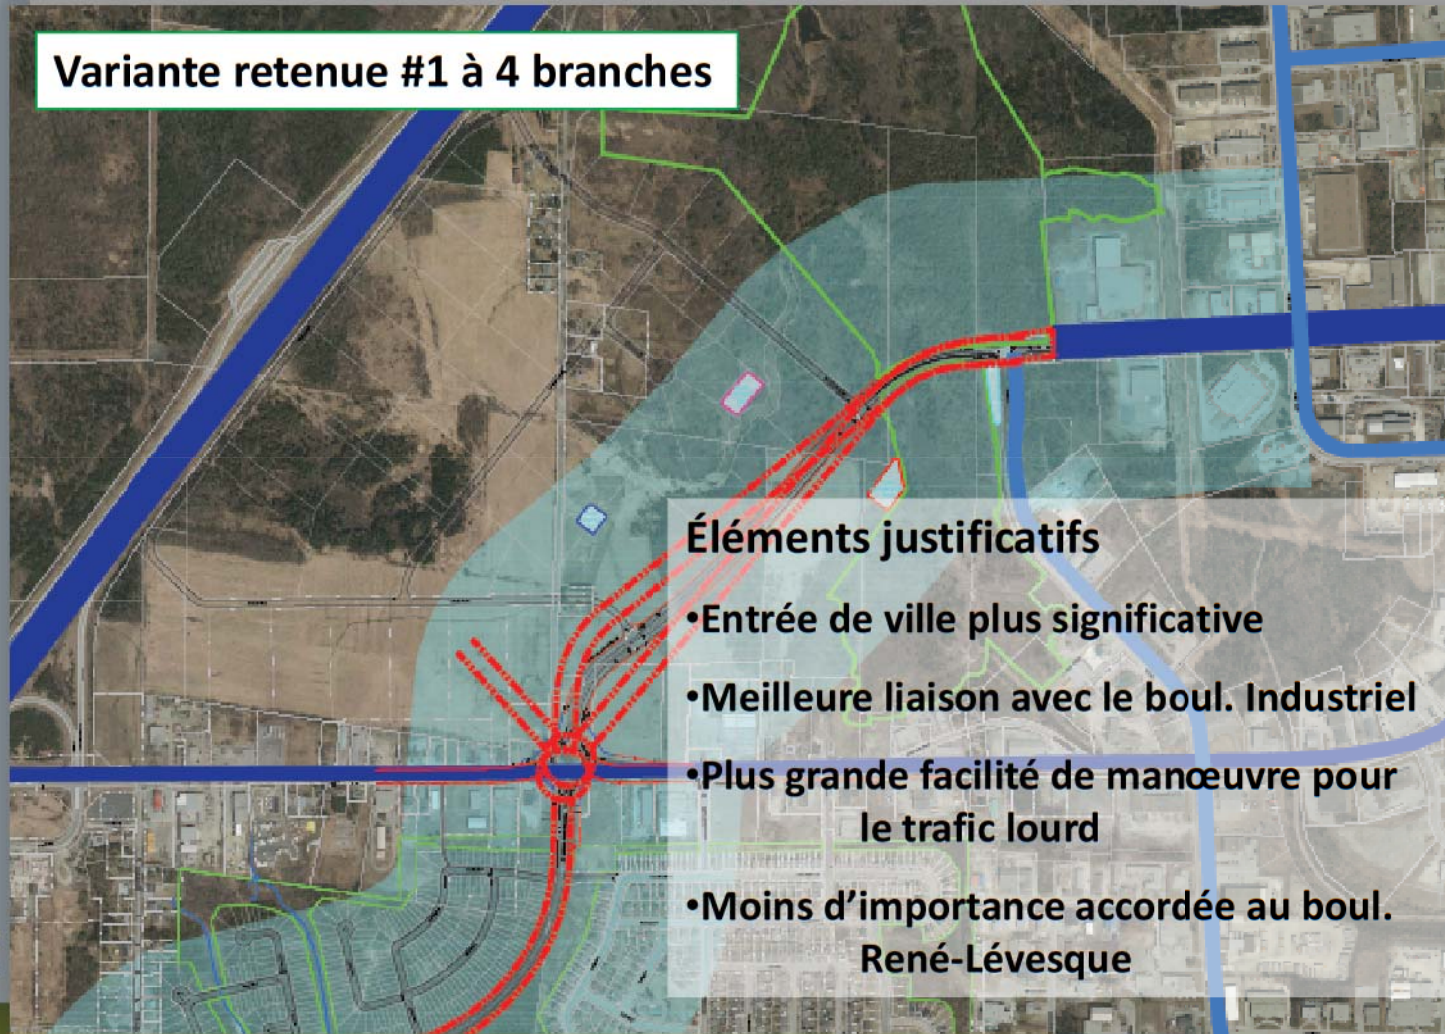 Variante retenue #1 à 4 branches
Éléments justificatifs
•Entrée de ville plus significative
•Meilleure liaison avec le boul. Industriel
•Plus grande facilité de manœuvre pour
le trafic lourd
•Moins d’importance accordée au boul.
René-Lévesque